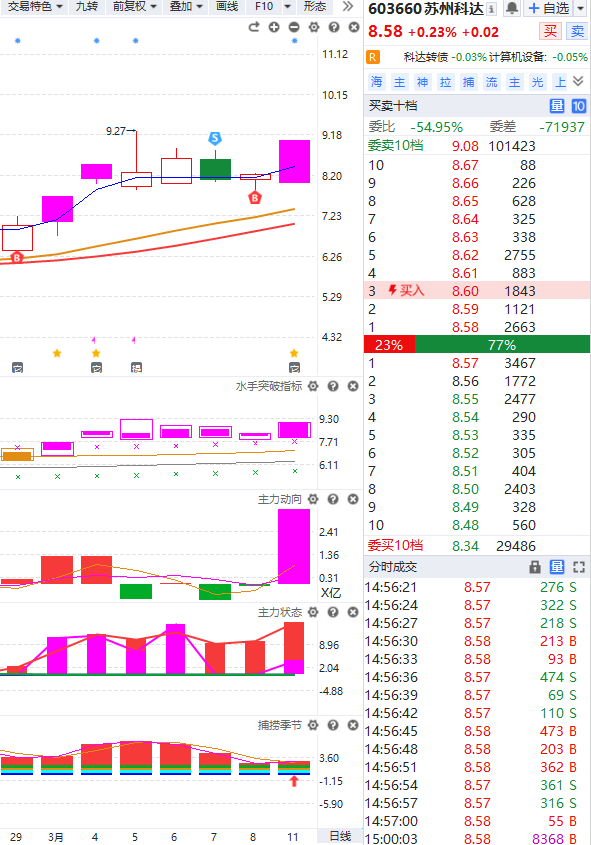 交易特色 九转 前复权 叠加 画线 F10 形态
11.12
10.15
9.27
9.18
S
8.20
B
7.23
B
6.26
5.29
4.32
水手突破指标
9.30
7.71
6.11
主力动向
2.41
1.36
0.31
X亿
主力状态
8.96
2.04
-4.88
捕捞季节
3.60
-1.15
-5.90
29 3月 4 5 6 7 8 11 日线
603660 苏州科达 自选
8.58 +0.23% +0.02 买 卖
R 科达转债 -0.03% 计算机设备: -0.05%
海 主 神 拉 捕 流 主 光 上
买卖十档 星 10
委比 -54.95% 委差 -71937
委卖10档 9.08 101423
10 8.67 88
9 8.66 226
8 8.65 628
7 8.64 325
6 8.63 338
5 8.62 2755
4 8.61 883
3 买入 8.60 1843
2 8.59 1121
1 8.58 2663
23% 77%
1 8.57 3467
2 8.56 1772
3 8.55 2477
4 8.54 290
5 8.53 335
6 8.52 305
7 8.51 404
8 8.50 2403
9 8.49 328
10 8.48 560
委买10档 8.34 29486
分时成交 星
14:56:21 8.57 276 S
14:56:24 8.57 322 S
14:56:27 8.57 218 S
14:56:30 8.58 213 B
14:56:33 8.58 93 B
14:56:36 8.57 474 S
14:56:39 8.57 69 S
14:56:42 8.57 110 S
14:56:45 8.58 473 B
14:56:48 8.58 203 B
14:56:51 8.58 362 B
14:56:54 8.57 361 S
14:56:57 8.57 316 S
14:57:00 8.58 55 B
15:00:03 8.58 8368 B